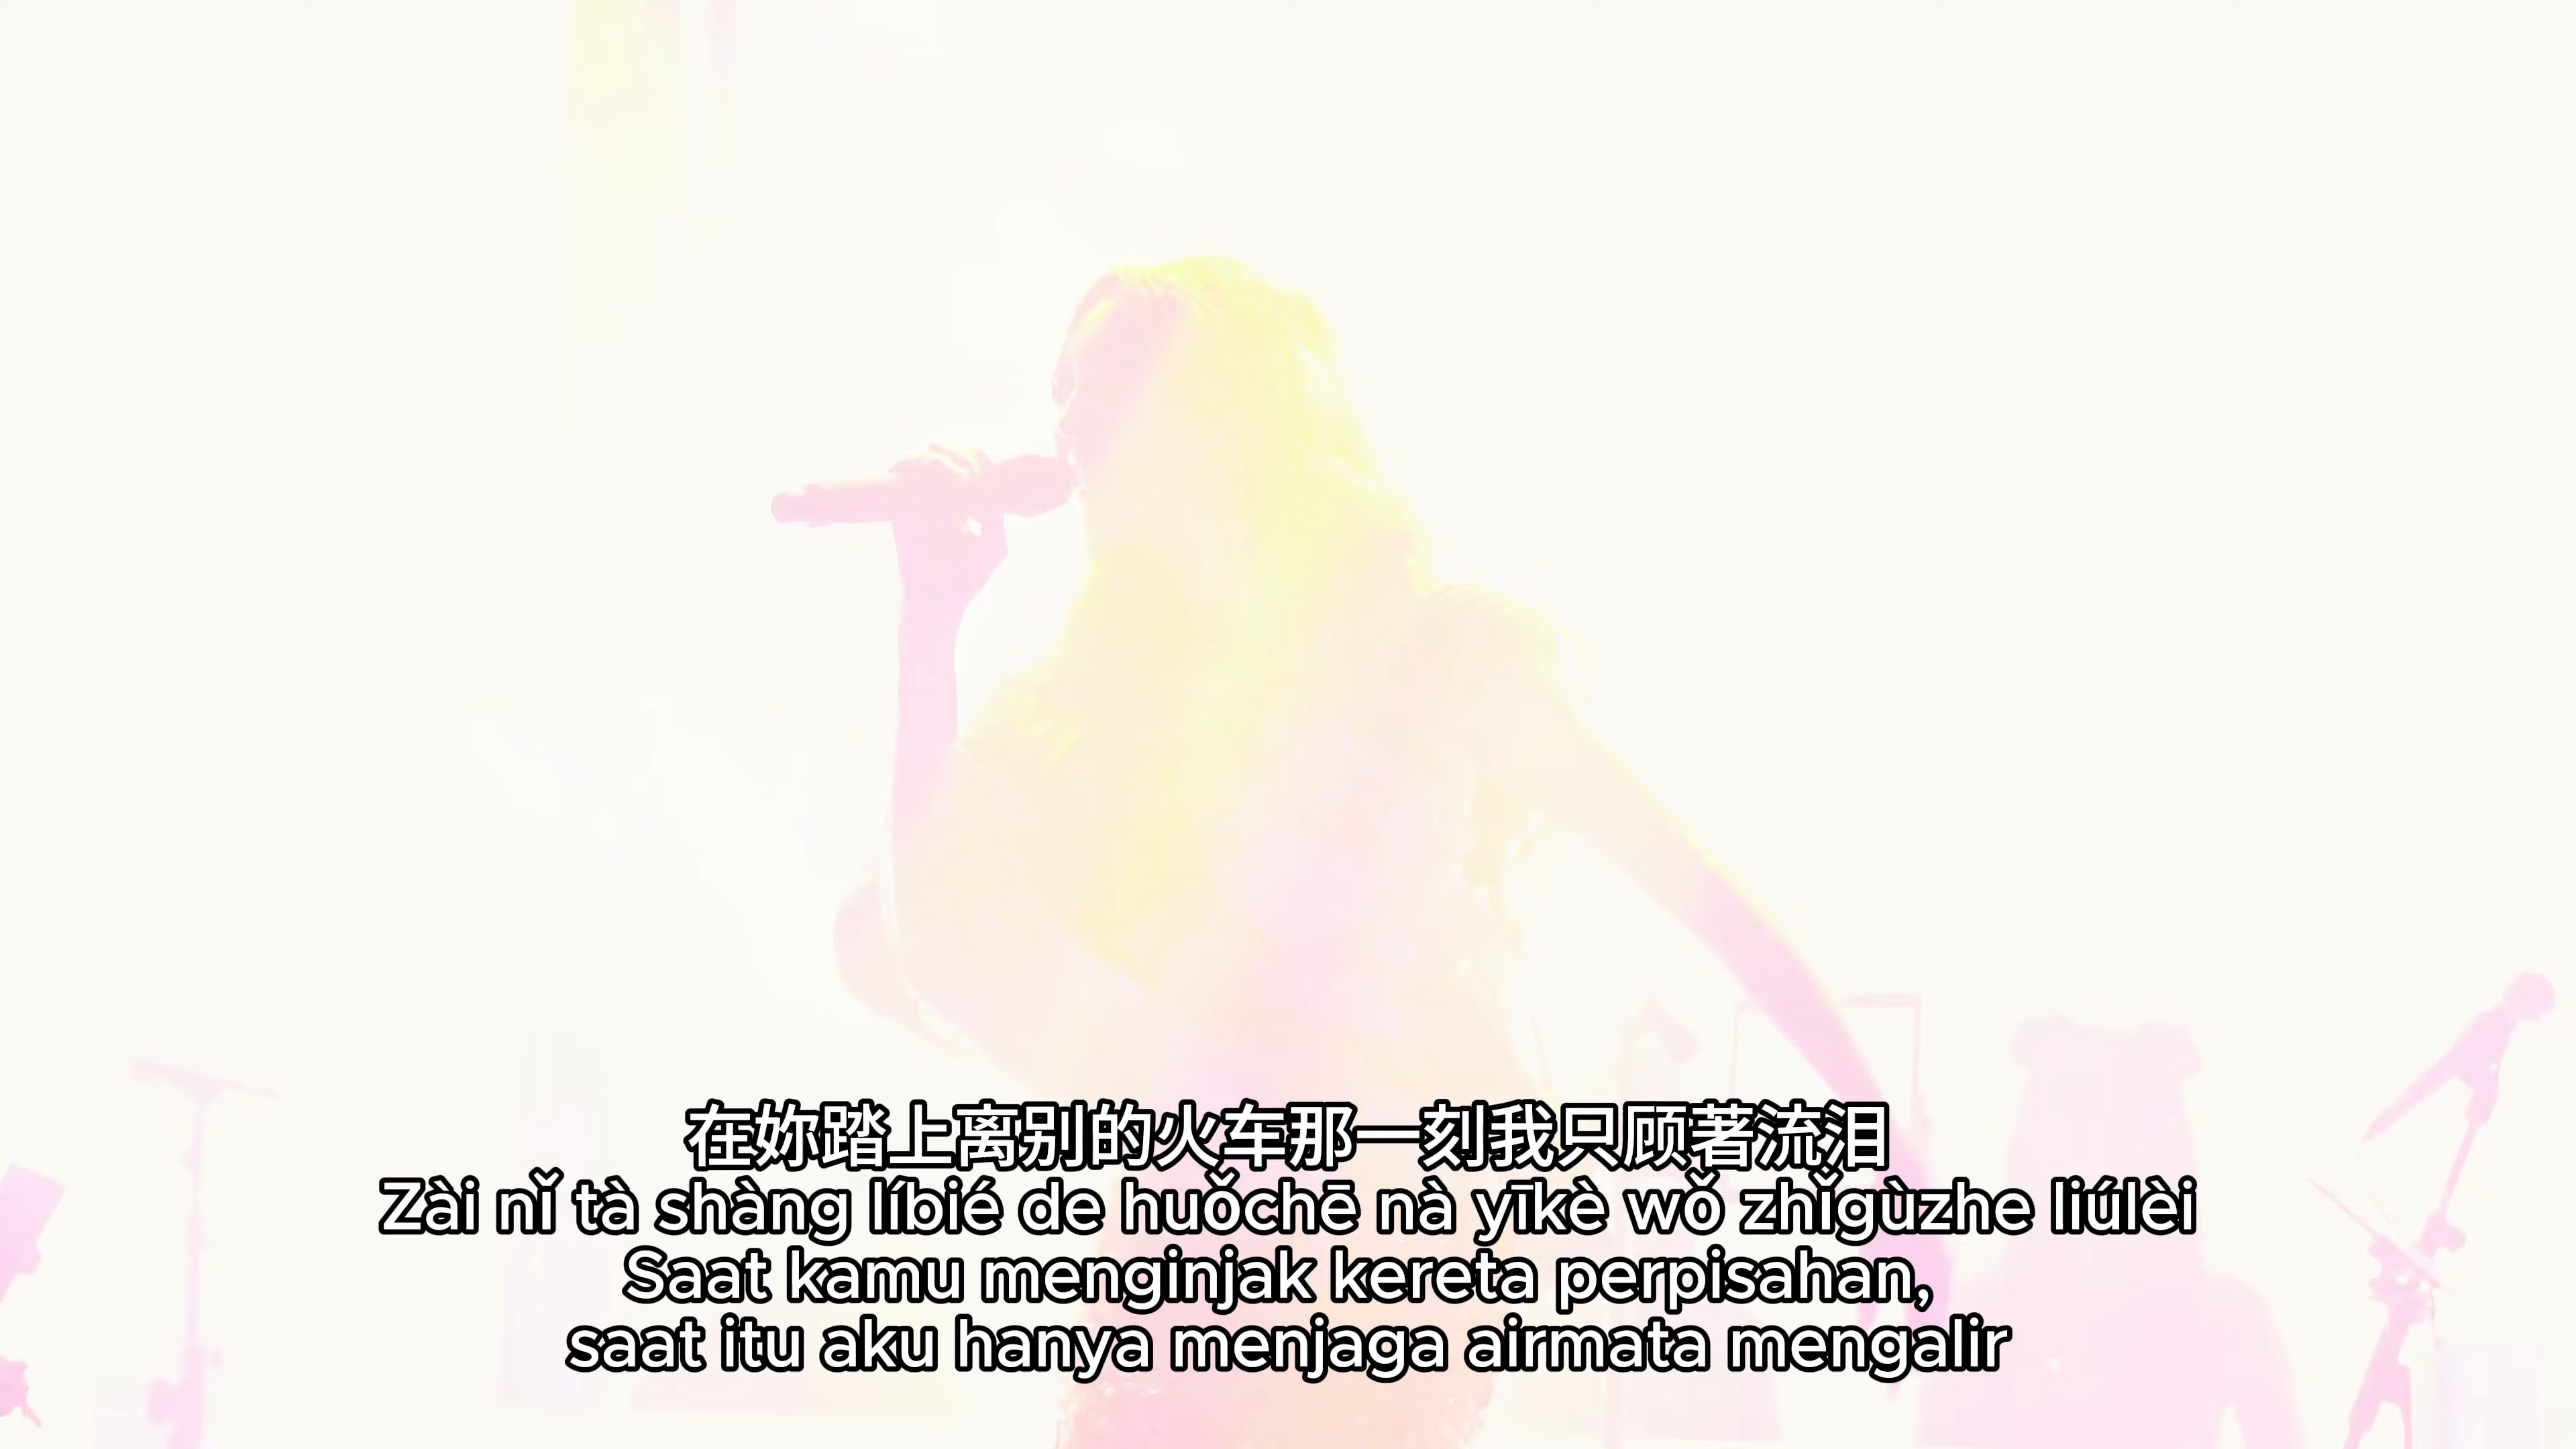 在妳踏上离别的火车那一刻我只顾著流泪
Zài nǐ tà shàng líbié de huǒchē nà yīkè wǒ zhǐgùzhe liúlèi
Saat kamu menginjak kereta perpisahan,
saat itu aku hanya menjaga airmata mengalir